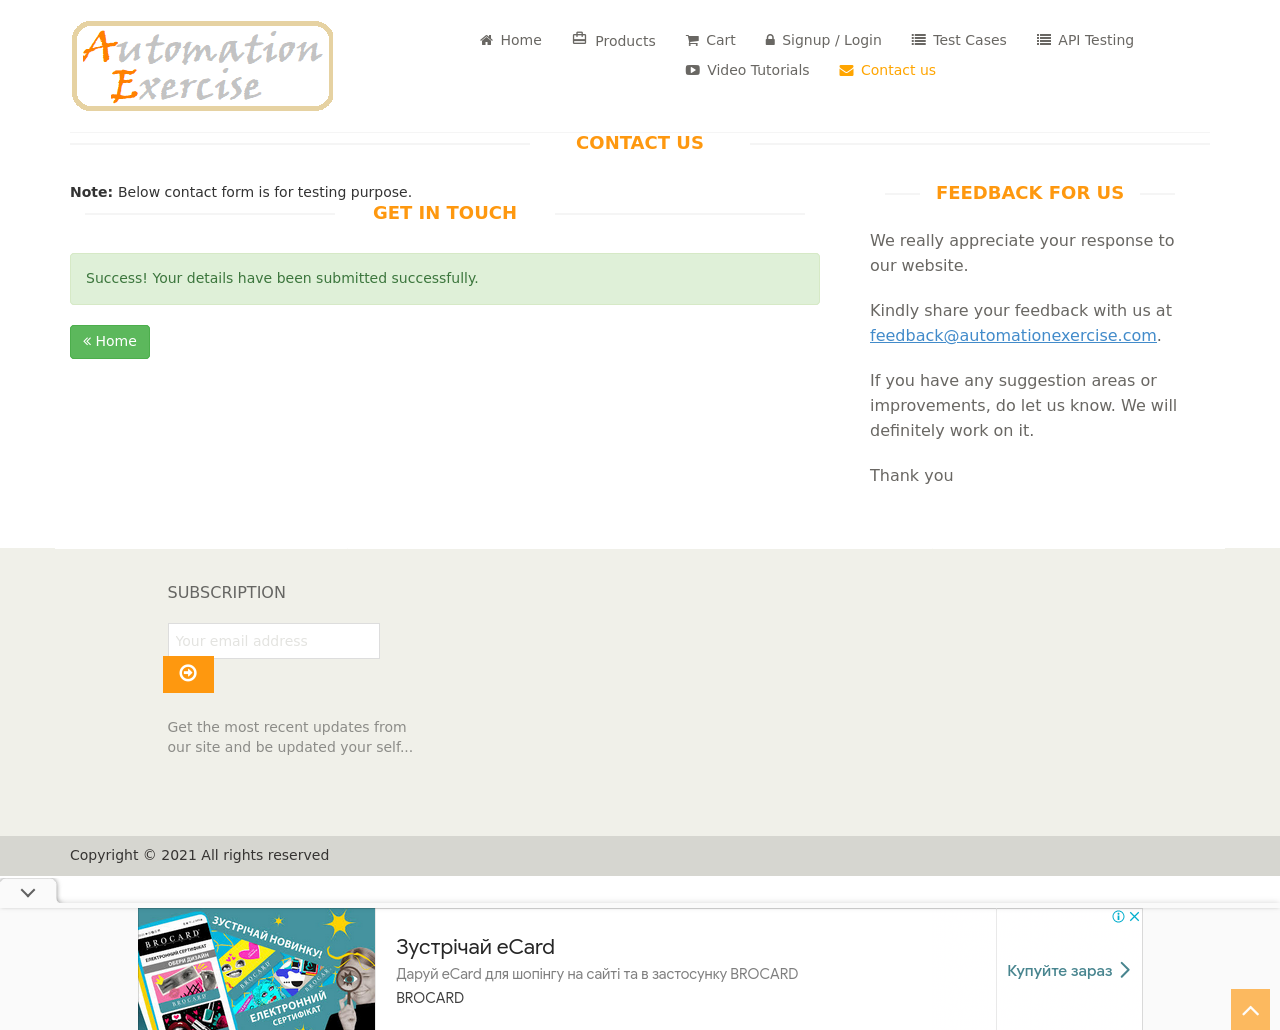 Automation
Exercise
Home
Products
Cart
Signup / Login
Test Cases
API Testing
Video Tutorials
Contact us
CONTACT US
Note: Below contact form is for testing purpose.
GET IN TOUCH
Success! Your details have been submitted successfully.
« Home
FEEDBACK FOR US
We really appreciate your response to
our website.
Kindly share your feedback with us at
feedback@automationexercise.com.
If you have any suggestion areas or
improvements, do let us know. We will
definitely work on it.
Thank you
SUBSCRIPTION
Your email address
Get the most recent updates from
our site and be updated your self...
Copyright © 2021 All rights reserved
BROCARD
ЕЛЕКТРОННИЙ СЕРТИФІКАТ
ОБЕРИ ДИЗАЙН
ЗУСТРІЧАЙ НОВИНКУ!
ЕЛЕКТРОННИЙ
СЕРТИФІКАТ
Зустрічай eCard
Даруй eCard для шопінгу на сайті та в застосунку BROCARD
BROCARD
Купуйте зараз